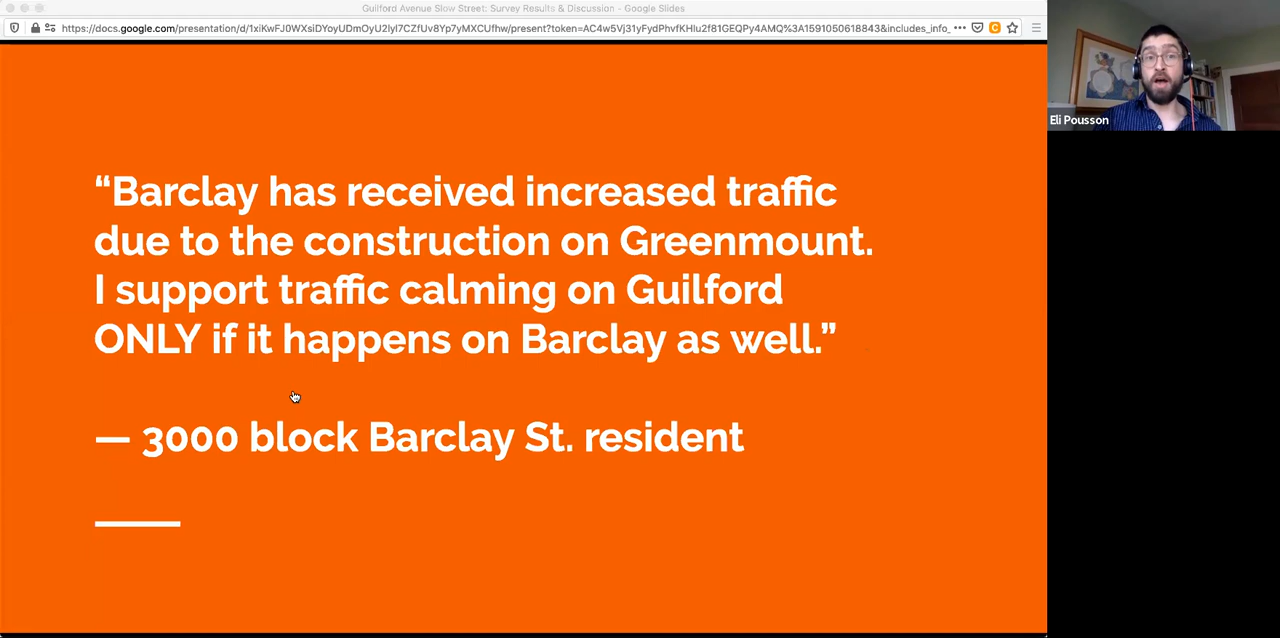 Guilford Avenue Slow Street: Survey Results & Discussion - Google Slides
“Barclay has received increased traffic
due to the construction on Greenmount.
I support traffic calming on Guilford
ONLY if it happens on Barclay as well.”
— 3000 block Barclay St. resident
Eli Pousson